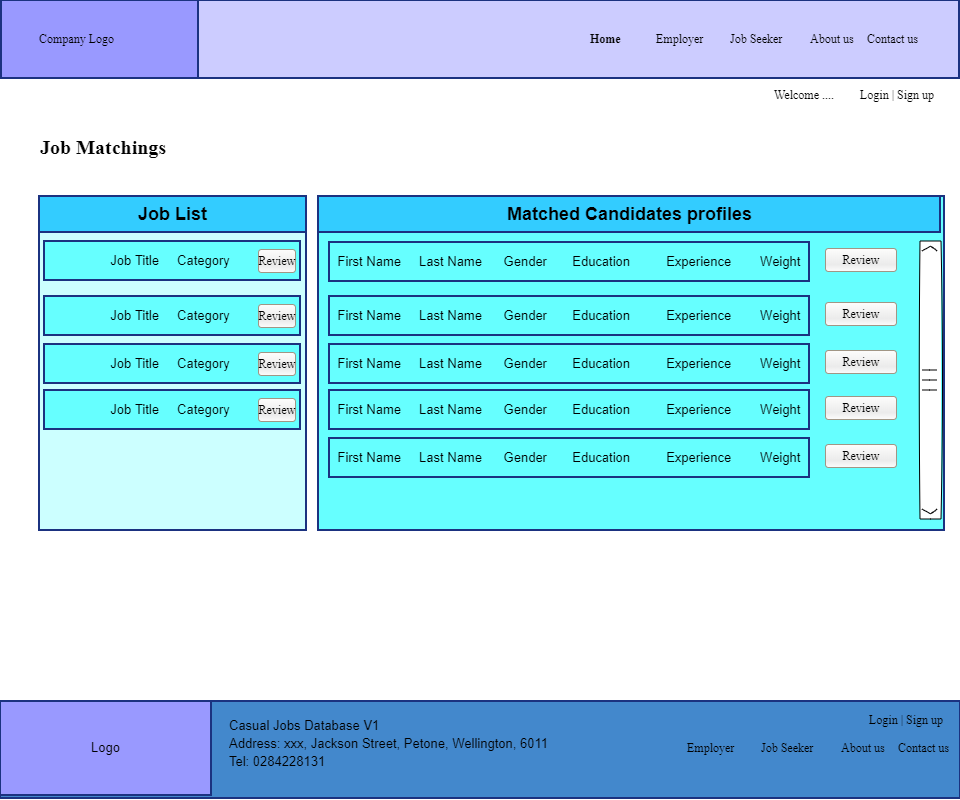 Company Logo Home Employer Job Seeker About us Contact us
Welcome .... Login | Sign up
Job Matchings
Job List
Job Title Category Review
Job Title Category Review
Job Title Category Review
Job Title Category Review
Matched Candidates profiles
First Name Last Name Gender Education Experience Weight Review
First Name Last Name Gender Education Experience Weight Review
First Name Last Name Gender Education Experience Weight Review
First Name Last Name Gender Education Experience Weight Review
First Name Last Name Gender Education Experience Weight Review
Logo
Casual Jobs Database V1
Address: xxx, Jackson Street, Petone, Wellington, 6011
Tel: 0284228131
Login | Sign up
Employer Job Seeker About us Contact us